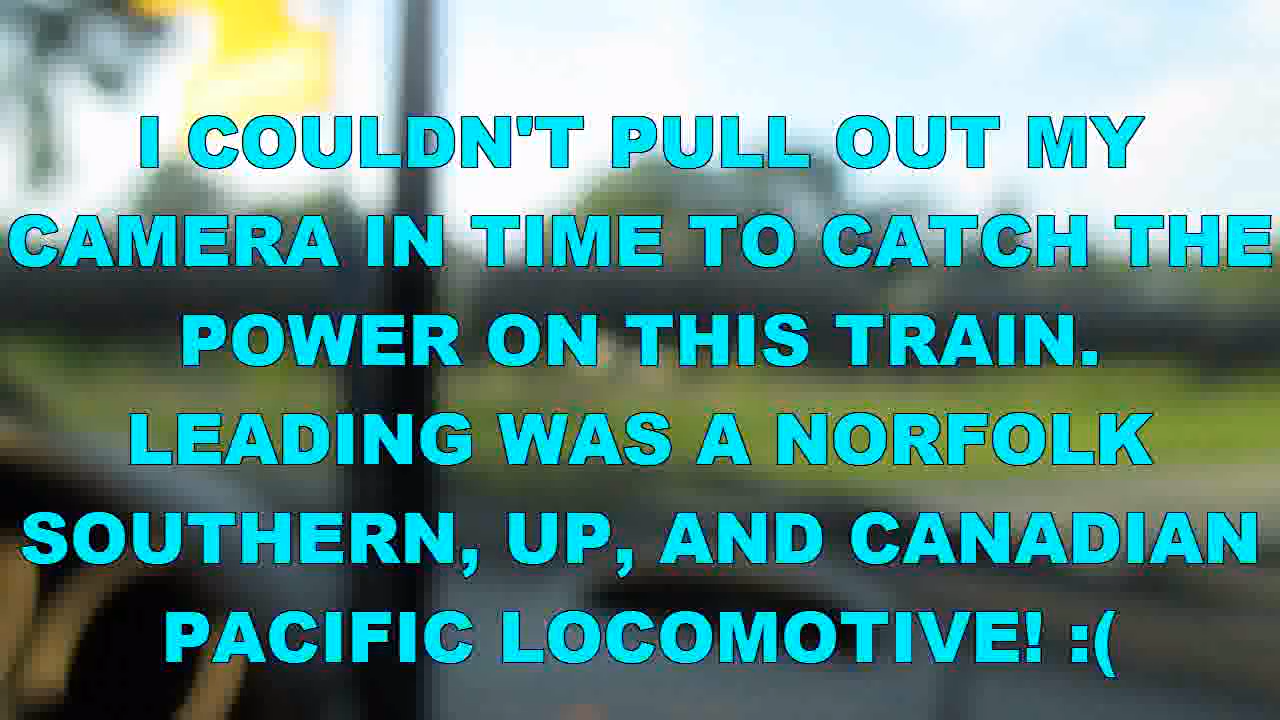 I COULDN'T PULL OUT MY
CAMERA IN TIME TO CATCH THE
POWER ON THIS TRAIN.
LEADING WAS A NORFOLK
SOUTHERN, UP, AND CANADIAN
PACIFIC LOCOMOTIVE! :(